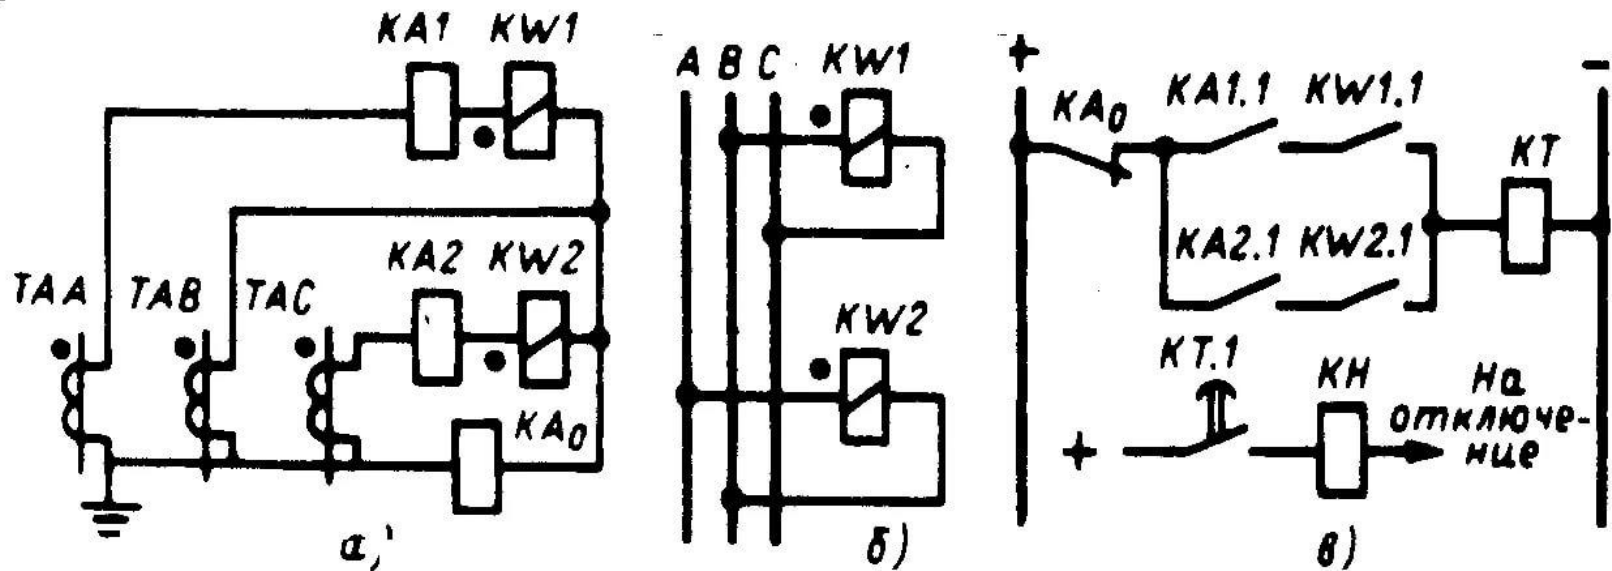 KA1 KW1
KA2 KW2
TAA TAB TAC
KA0
а)
A B C KW1
KW2
б)
+ –
KA0 KA1.1 KW1.1
KT
KA2.1 KW2.1
KT.1 KH На
отключе-
ние
+
в)